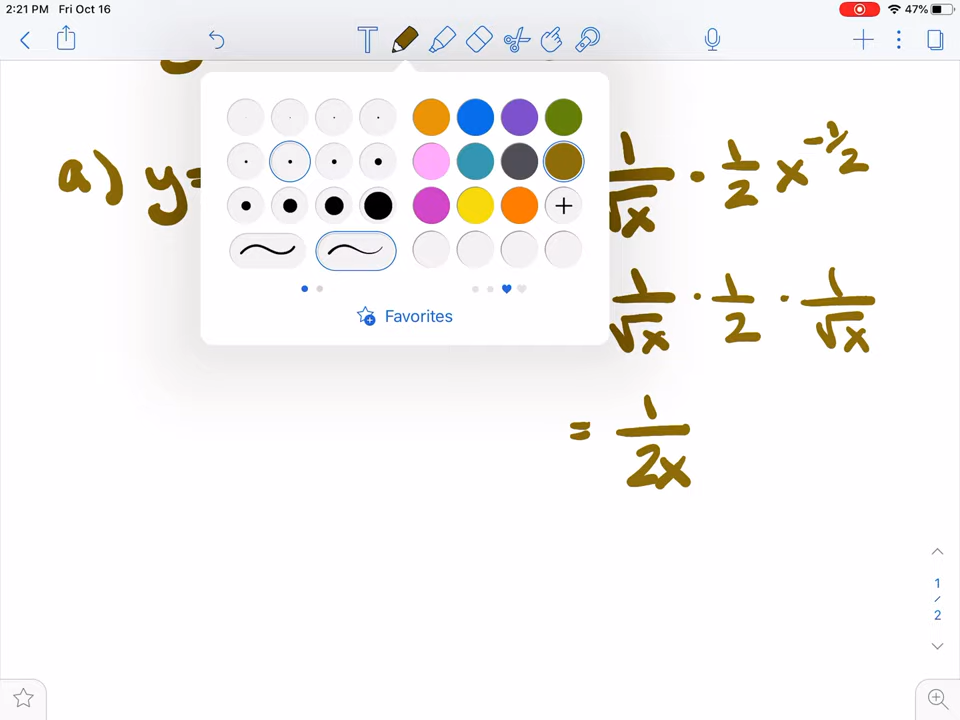 2:21 PM Fri Oct 16 47%
a) y= 1/√x · 1/2 x^-1/2
1/√x · 1/2 · 1/√x
Favorites
= 1/2x
1
/
2